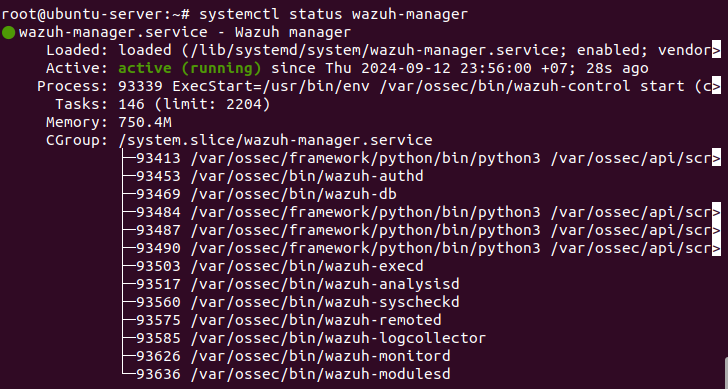 root@ubuntu-server:~# systemctl status wazuh-manager
● wazuh-manager.service - Wazuh manager
     Loaded: loaded (/lib/systemd/system/wazuh-manager.service; enabled; vendor>
     Active: active (running) since Thu 2024-09-12 23:56:00 +07; 28s ago
    Process: 93339 ExecStart=/usr/bin/env /var/ossec/bin/wazuh-control start (c>
      Tasks: 146 (limit: 2204)
     Memory: 750.4M
     CGroup: /system.slice/wazuh-manager.service
             ├─93413 /var/ossec/framework/python/bin/python3 /var/ossec/api/scr>
             ├─93453 /var/ossec/bin/wazuh-authd
             ├─93469 /var/ossec/bin/wazuh-db
             ├─93484 /var/ossec/framework/python/bin/python3 /var/ossec/api/scr>
             ├─93487 /var/ossec/framework/python/bin/python3 /var/ossec/api/scr>
             ├─93490 /var/ossec/framework/python/bin/python3 /var/ossec/api/scr>
             ├─93503 /var/ossec/bin/wazuh-execd
             ├─93517 /var/ossec/bin/wazuh-analysisd
             ├─93560 /var/ossec/bin/wazuh-syscheckd
             ├─93575 /var/ossec/bin/wazuh-remoted
             ├─93585 /var/ossec/bin/wazuh-logcollector
             ├─93626 /var/ossec/bin/wazuh-monitord
             └─93636 /var/ossec/bin/wazuh-modulesd